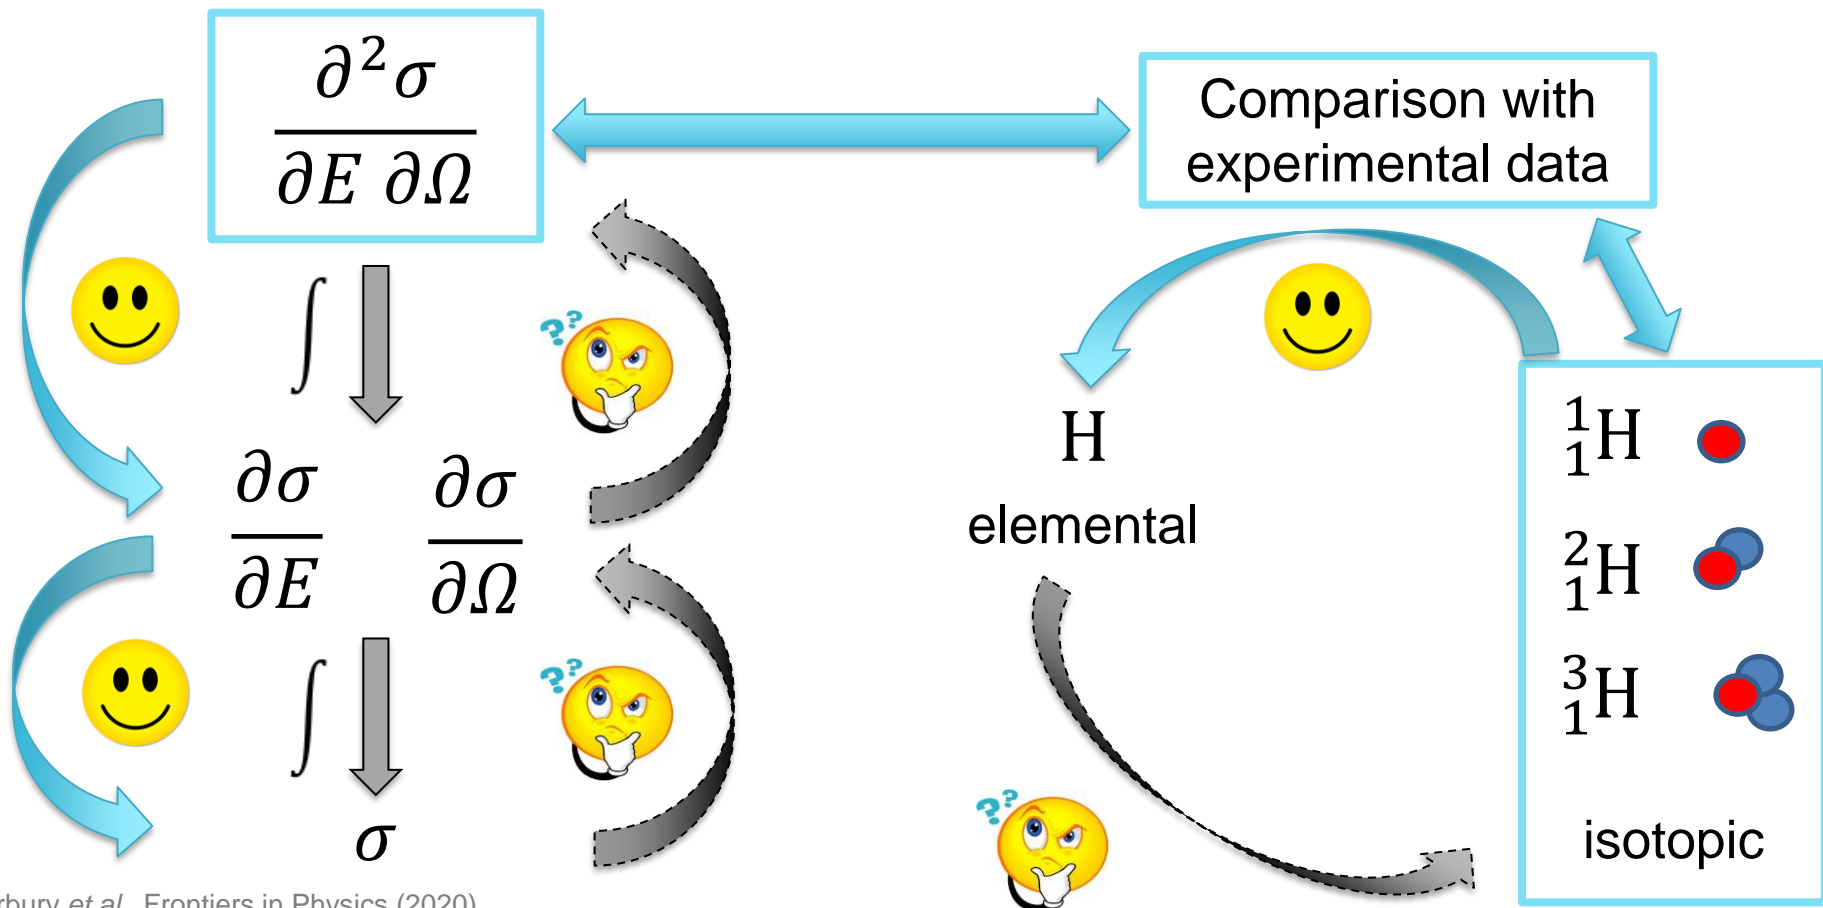 ∂²σ
∂E ∂Ω
∫
∂σ
∂E
∂σ
∂Ω
∫
σ
Comparison with
experimental data
H
elemental
¹₁H
²₁H
³₁H
isotopic
??
??
??
et al., Frontiers in Physics (2020)